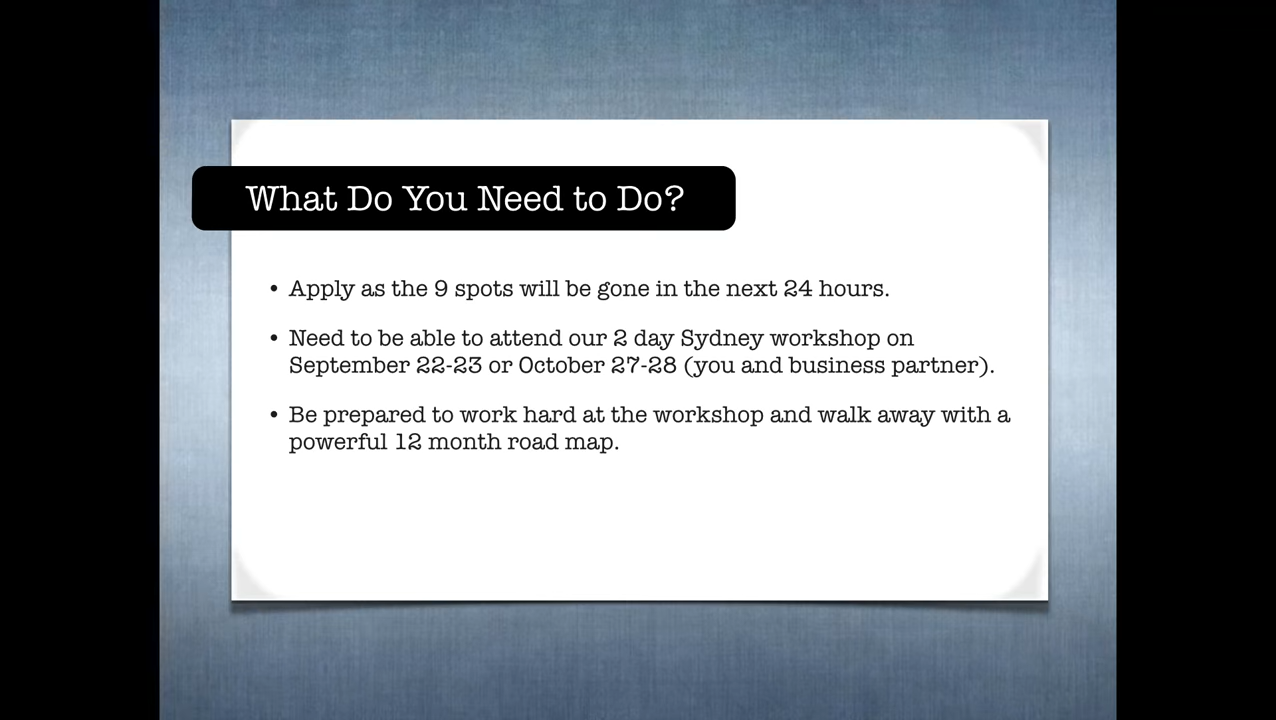 What Do You Need to Do?
• Apply as the 9 spots will be gone in the next 24 hours.
• Need to be able to attend our 2 day Sydney workshop on
September 22-23 or October 27-28 (you and business partner).
• Be prepared to work hard at the workshop and walk away with a
powerful 12 month road map.